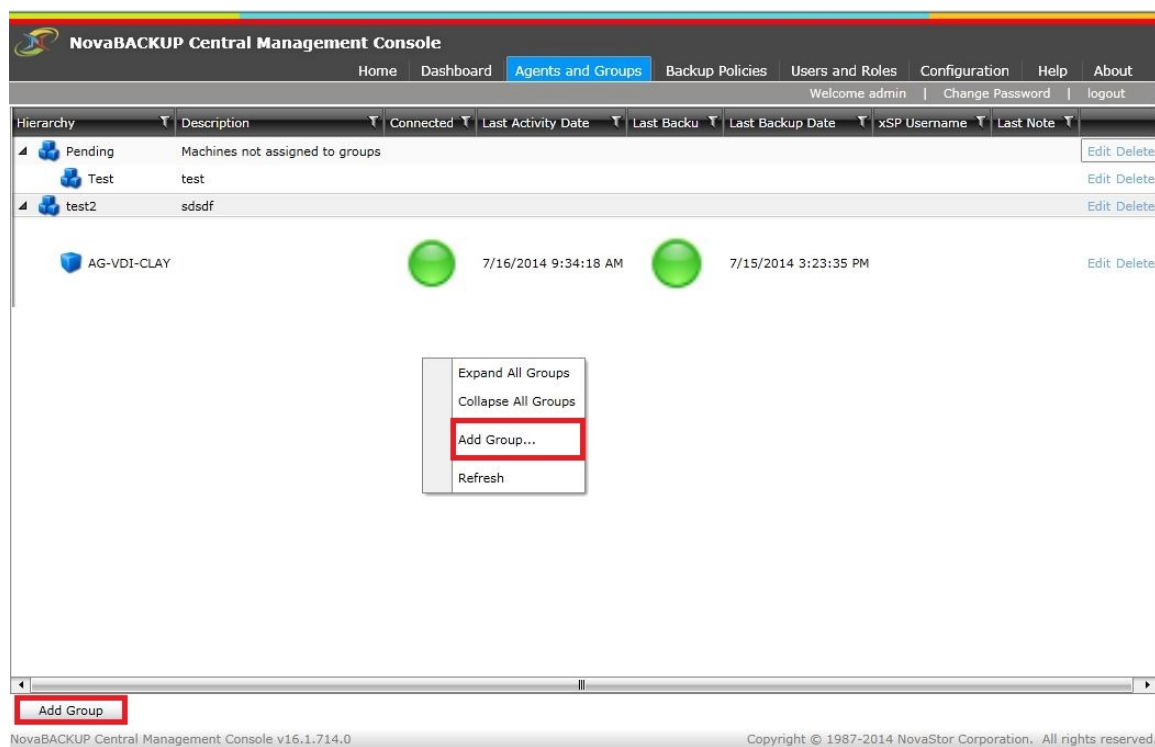 NovaBACKUP Central Management Console
Home Dashboard Agents and Groups Backup Policies Users and Roles Configuration Help About
Welcome admin | Change Password | logout
Hierarchy Description Connected Last Activity Date Last Backu Last Backup Date xSP Username Last Note
Pending Machines not assigned to groups Edit Delete
Test test Edit Delete
test2 sdsdf Edit Delete
AG-VDI-CLAY 7/16/2014 9:34:18 AM 7/15/2014 3:23:35 PM Edit Delete
Expand All Groups
Collapse All Groups
Add Group...
Refresh
Add Group
NovaBACKUP Central Management Console v16.1.714.0 Copyright © 1987-2014 NovaStor Corporation. All rights reserved.